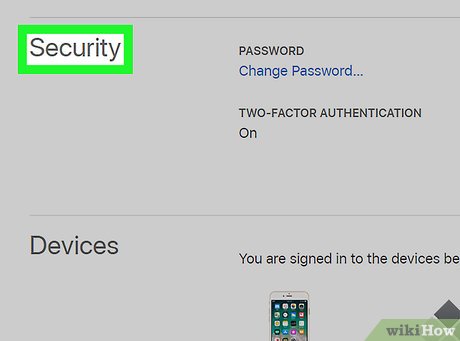 Security
PASSWORD
Change Password...
TWO-FACTOR AUTHENTICATION
On
Devices
You are signed in to the devices be
wikiHow